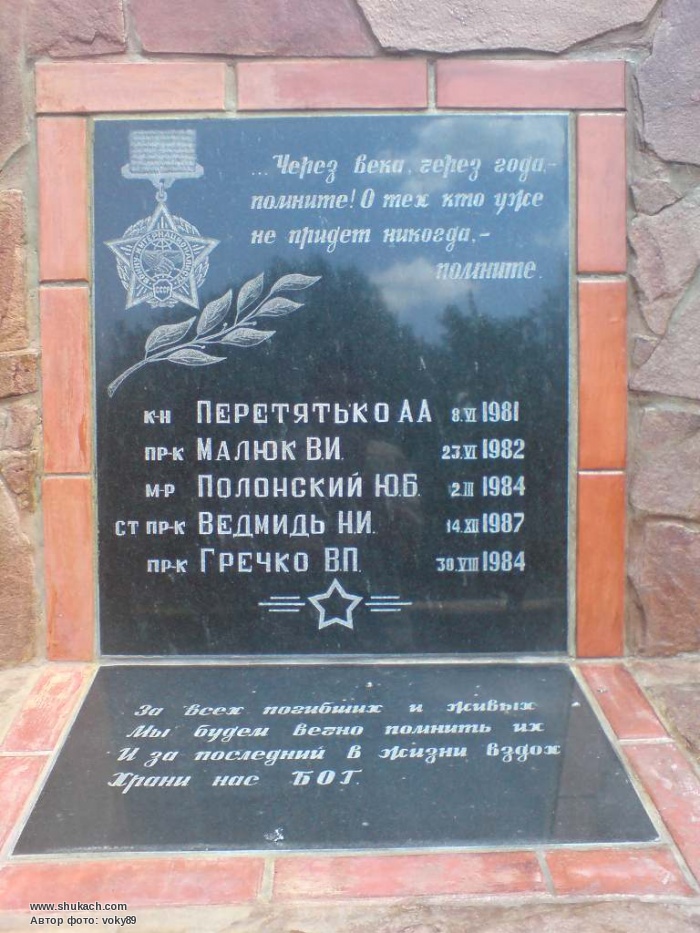 ...Через века, через года,-
помните! О тех кто уже
не придет никогда,-
помните.
ВОИНУ-ИНТЕРНАЦИОНАЛИСТУ
СССР
К-Н ПЕРЕТЯТЬКО А А 8.VI 1981
ПР-К МАЛЮК В.И. 23.VI 1982
М-Р ПОЛОНСКИЙ Ю.Б. 2.III 1984
СТ ПР-К ВЕДМИДЬ Н.И. 14.XII 1987
ПР-К ГРЕЧКО В.П. 30.VIII 1984
За всех погибших и живых
Мы будем вечно помнить их
И за последний в жизни вздох
Храни нас БОГ.
www.shukach.com
Автор фото: voky89